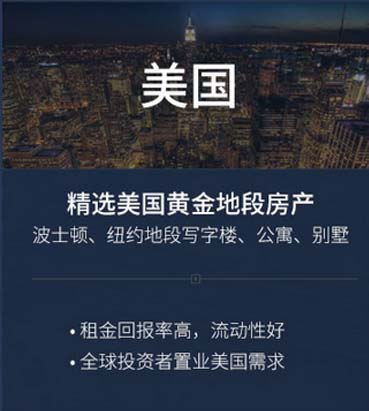 美国
精选美国黄金地段房产
波士顿、纽约地段写字楼、公寓、别墅
• 租金回报率高，流动性好
• 全球投资者置业美国需求